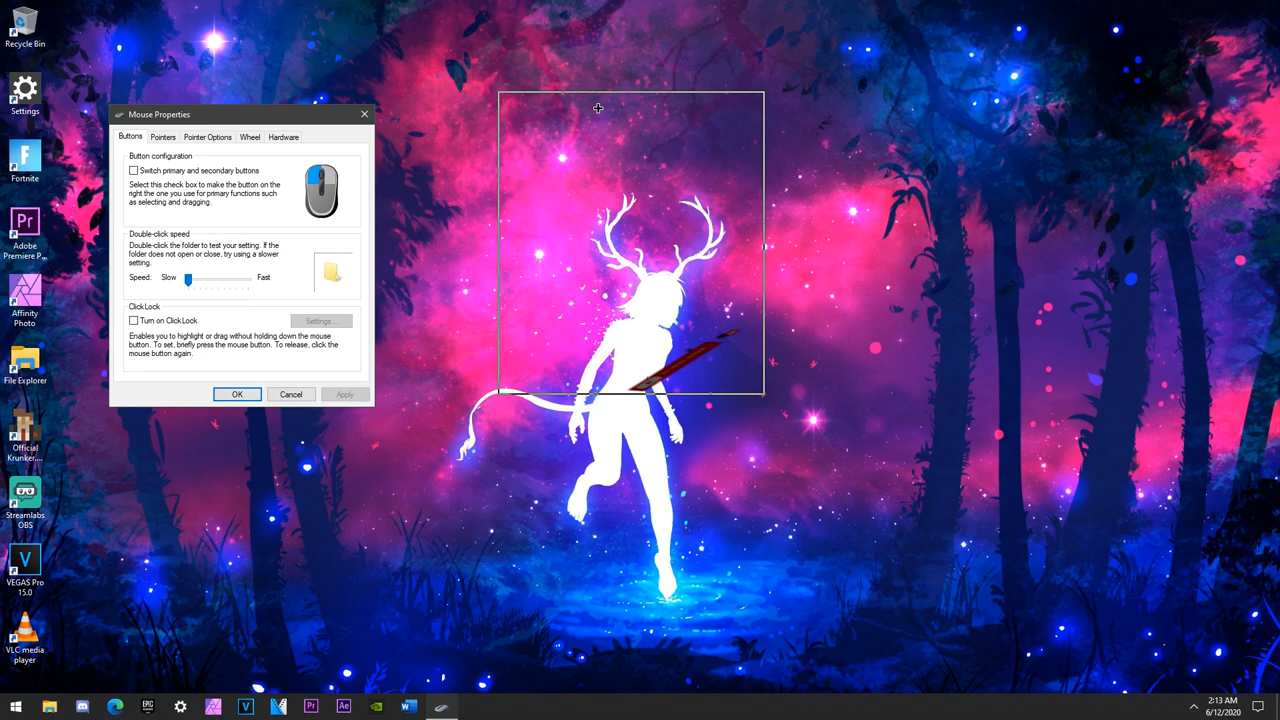 Recycle Bin
Settings
Fortnite
Adobe
Premiere P...
Affinity
Photo
File Explorer
Official
Krunker....
Streamlabs
OBS
VEGAS Pro
15.0
VLC media
player
Mouse Properties
Buttons
Pointers
Pointer Options
Wheel
Hardware
Button configuration
Switch primary and secondary buttons
Select this check box to make the button on the
right the one you use for primary functions such
as selecting and dragging.
Double-click speed
Double-click the folder to test your setting. If the
folder does not open or close, try using a slower
setting.
Speed: Slow Fast
ClickLock
Turn on ClickLock
Settings...
Enables you to highlight or drag without holding down the mouse
button. To set, briefly press the mouse button. To release, click the
mouse button again.
OK
Cancel
Apply
F
Pr
V
EPIC
V
Pr
Ae
W
2:13 AM
6/12/2020